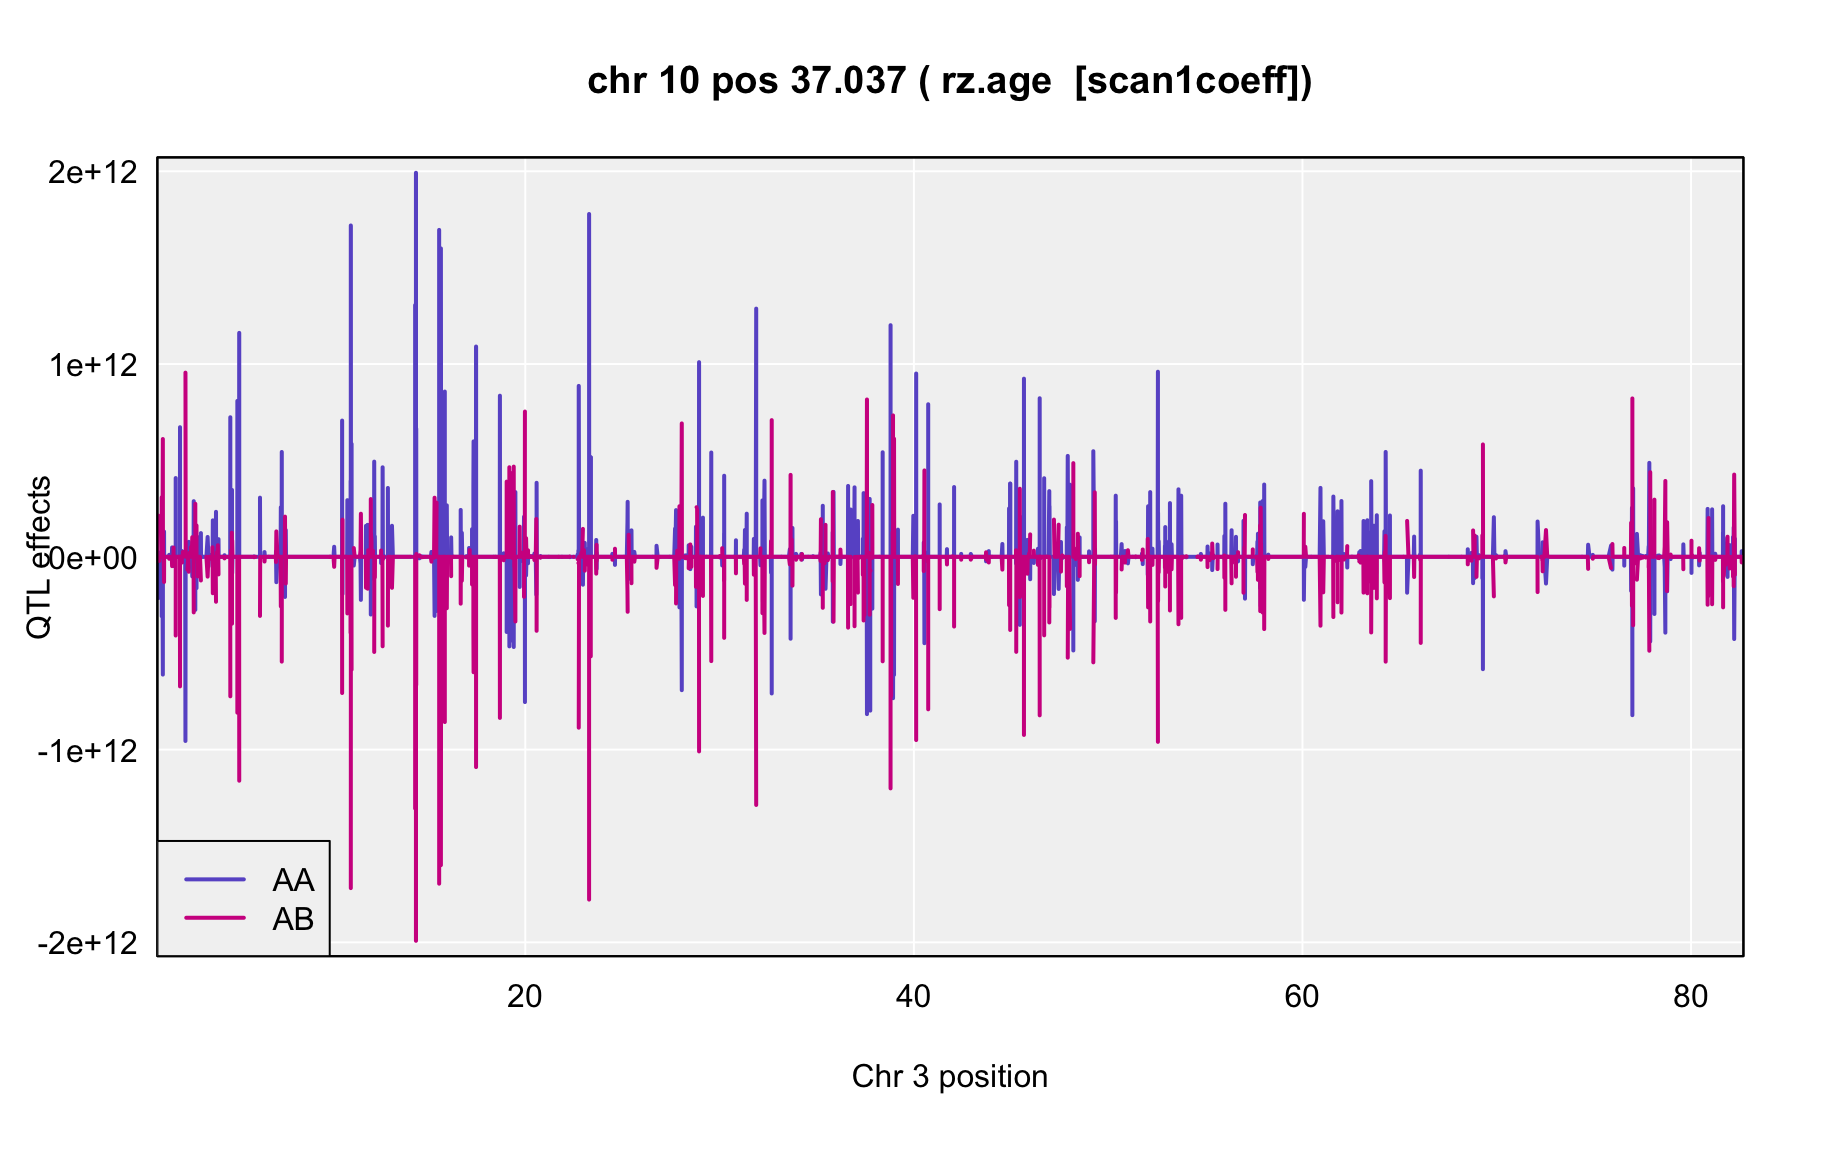 chr 10 pos 37.037 ( rz.age  [scan1coeff])
2e+12
1e+12
0e+00
-1e+12
-2e+12
QTL effects
AA
AB
20 40 60 80
Chr 3 position